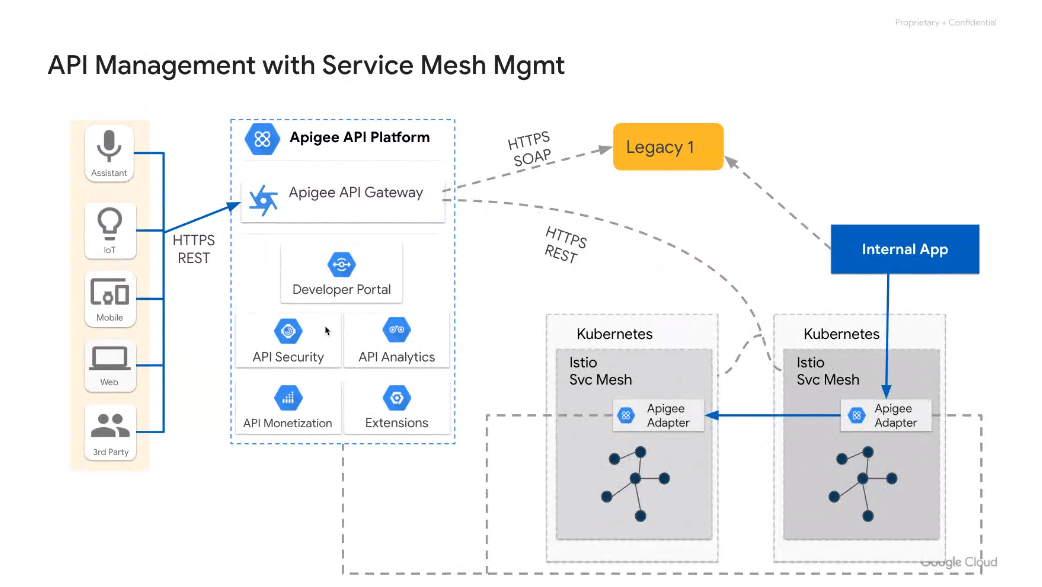 Proprietary + Confidential
API Management with Service Mesh Mgmt
Assistant
IoT
Mobile
Web
3rd Party
HTTPS
REST
Apigee API Platform
Apigee API Gateway
Developer Portal
API Security
API Analytics
API Monetization
Extensions
HTTPS
SOAP
Legacy 1
HTTPS
REST
Internal App
Kubernetes
Istio
Svc Mesh
Apigee
Adapter
Kubernetes
Istio
Svc Mesh
Apigee
Adapter
Google Cloud